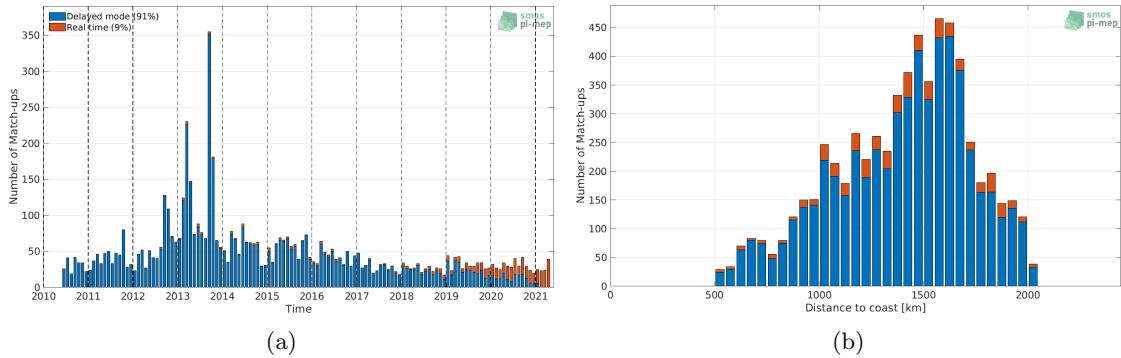 Delayed mode (91%)
Real time (9%)
smos
pi-mep
350
300
250
200
150
100
50
0
2010 2011 2012 2013 2014 2015 2016 2017 2018 2019 2020 2021
Time
Number of Match-ups
(a)
smos
pi-mep
450
400
350
300
250
200
150
100
50
0
0 500 1000 1500 2000
Distance to coast [km]
Number of Match-ups
(b)